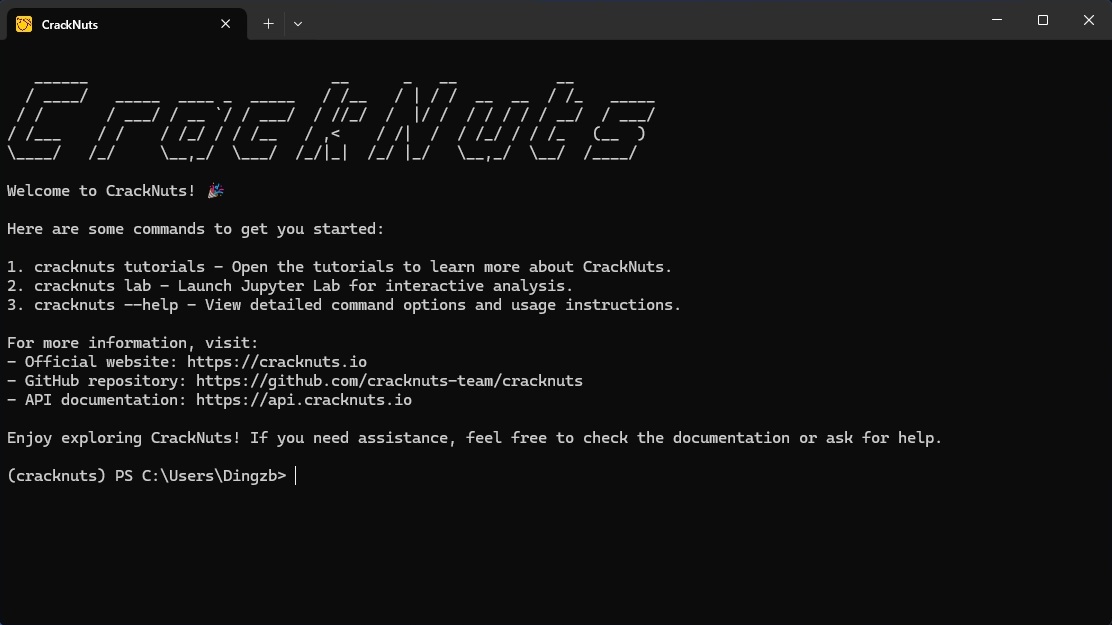 CrackNuts
CrackNuts
Welcome to CrackNuts! 🎉
Here are some commands to get you started:
1. cracknuts tutorials - Open the tutorials to learn more about CrackNuts.
2. cracknuts lab - Launch Jupyter Lab for interactive analysis.
3. cracknuts --help - View detailed command options and usage instructions.
For more information, visit:
- Official website: https://cracknuts.io
- GitHub repository: https://github.com/cracknuts-team/cracknuts
- API documentation: https://api.cracknuts.io
Enjoy exploring CrackNuts! If you need assistance, feel free to check the documentation or ask for help.
(cracknuts) PS C:\Users\Dingzb>